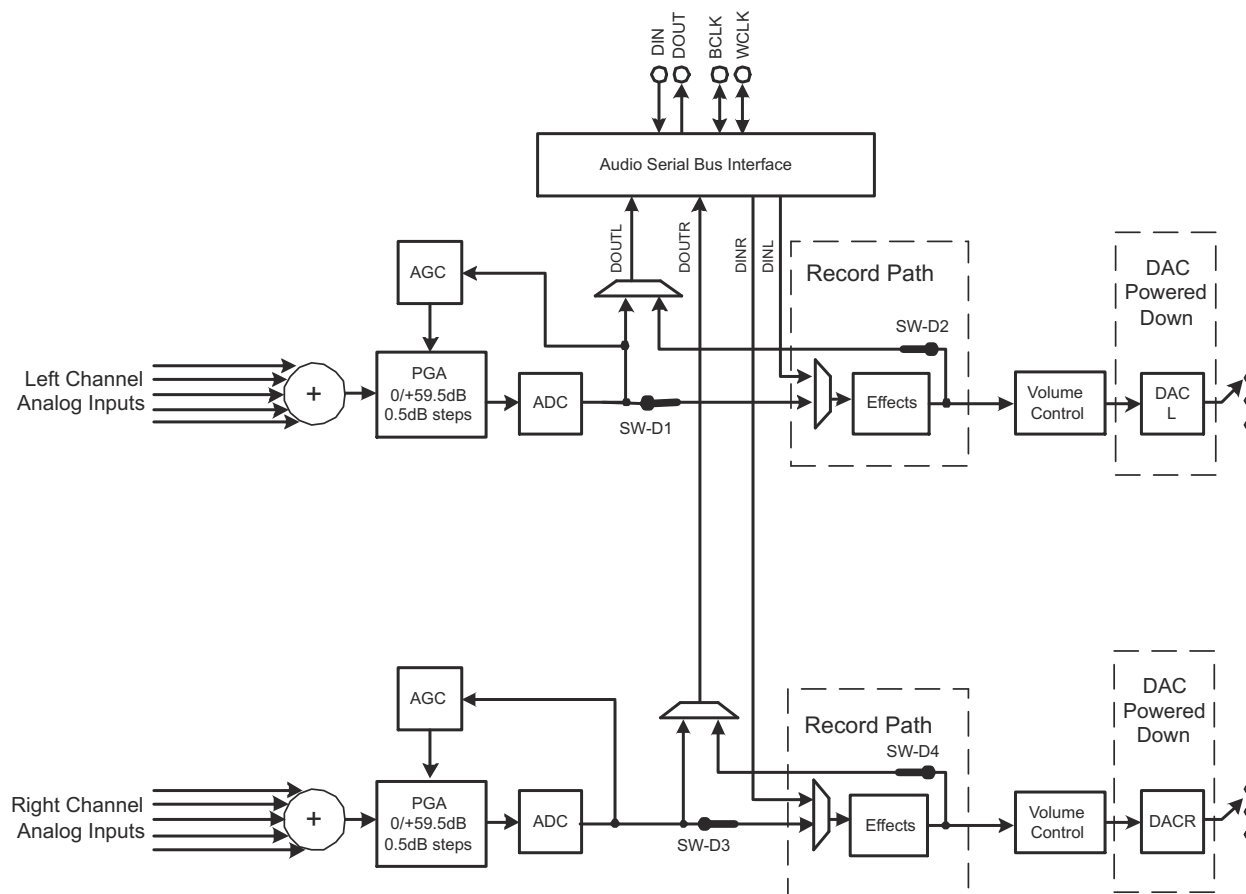 DIN
DOUT
BCLK
WCLK
Audio Serial Bus Interface
DOUTL
DOUTR
DINR
DINL
Record Path
DAC
Powered
Down
AGC
SW-D2
Left Channel
Analog Inputs
+
PGA
0/+59.5dB
0.5dB steps
ADC
SW-D1
Effects
Volume
Control
DAC
L
AGC
Record Path
DAC
Powered
Down
SW-D4
Right Channel
Analog Inputs
+
PGA
0/+59.5dB
0.5dB steps
ADC
SW-D3
Effects
Volume
Control
DACR